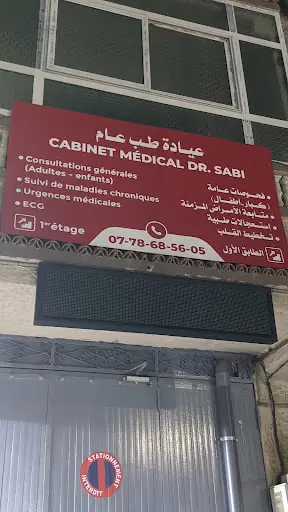 عيادة طب عام
CABINET MÉDICAL DR. SABI
• Consultations générales
(Adultes - enfants)
• Suivi de maladies chroniques
• Urgences médicales
• ECG
1er étage
• فحوصات عامة
(كبار-أطفال)
• متابعة الأمراض المزمنة
• استعجالات طبية
• تخطيط القلب
الطابق الأول
07-78-68-56-05
STATIONNEMENT
INTERDIT